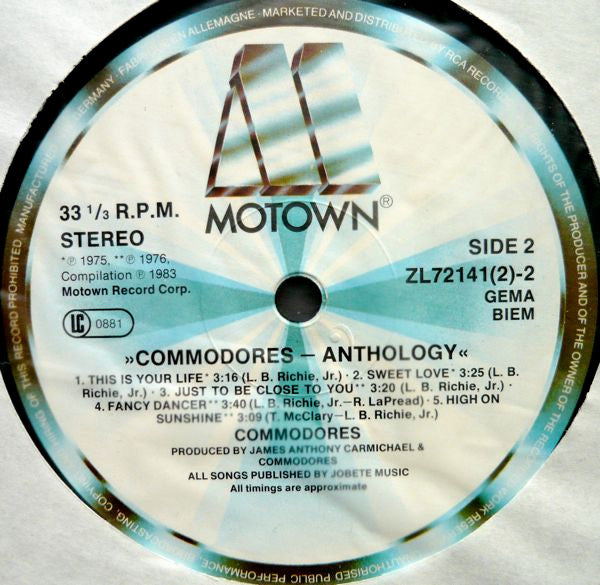 GERMANY · FABRIQUÉ EN ALLEMAGNE · MARKETED AND DISTRIBUTED BY RCA RECORDS
RIGHTS OF THE PRODUCER AND OF THE OWNER OF THE
WORK
UNAUTHORISED PUBLIC PERFORMANCE, BROADCASTING, COPYING
OF THIS RECORD PROHIBITED. MANUFACTURED
MOTOWN®
33 1/3 R.P.M.
STEREO
*℗ 1975, **℗ 1976,
Compilation ℗ 1983
Motown Record Corp.
LC 0881
SIDE 2
ZL72141(2)-2
GEMA
BIEM
»COMMODORES – ANTHOLOGY«
1. THIS IS YOUR LIFE* 3:16 (L. B. Richie, Jr.) · 2. SWEET LOVE* 3:25 (L. B.
Richie, Jr.) · 3. JUST TO BE CLOSE TO YOU** 3:20 (L. B. Richie, Jr.) ·
4. FANCY DANCER** 3:40 (L. B. Richie, Jr.–R. LaPread) · 5. HIGH ON
SUNSHINE** 3:09 (T. McClary–L. B. Richie, Jr.)
COMMODORES
PRODUCED BY JAMES ANTHONY CARMICHAEL &
COMMODORES
ALL SONGS PUBLISHED BY JOBETE MUSIC
All timings are approximate